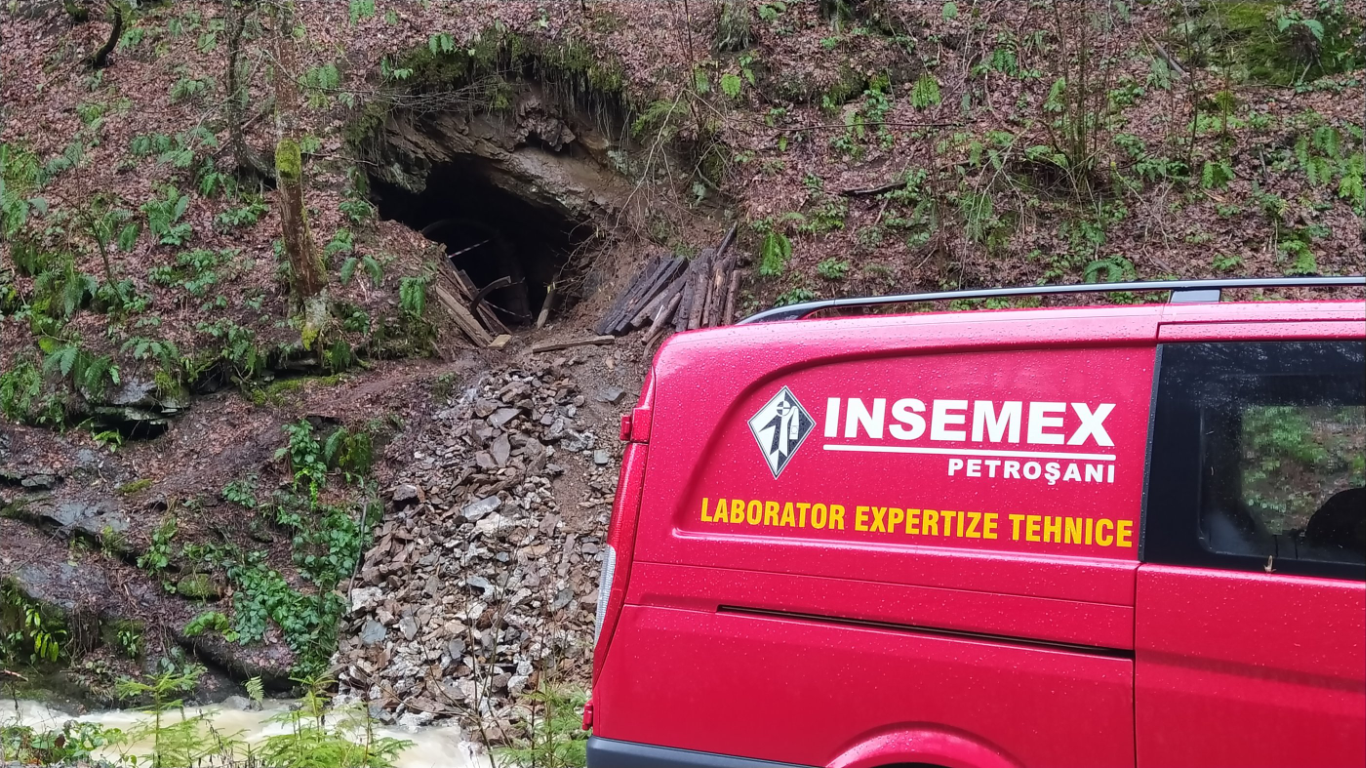 INSEMEX
PETROŞANI
LABORATOR EXPERTIZE TEHNICE